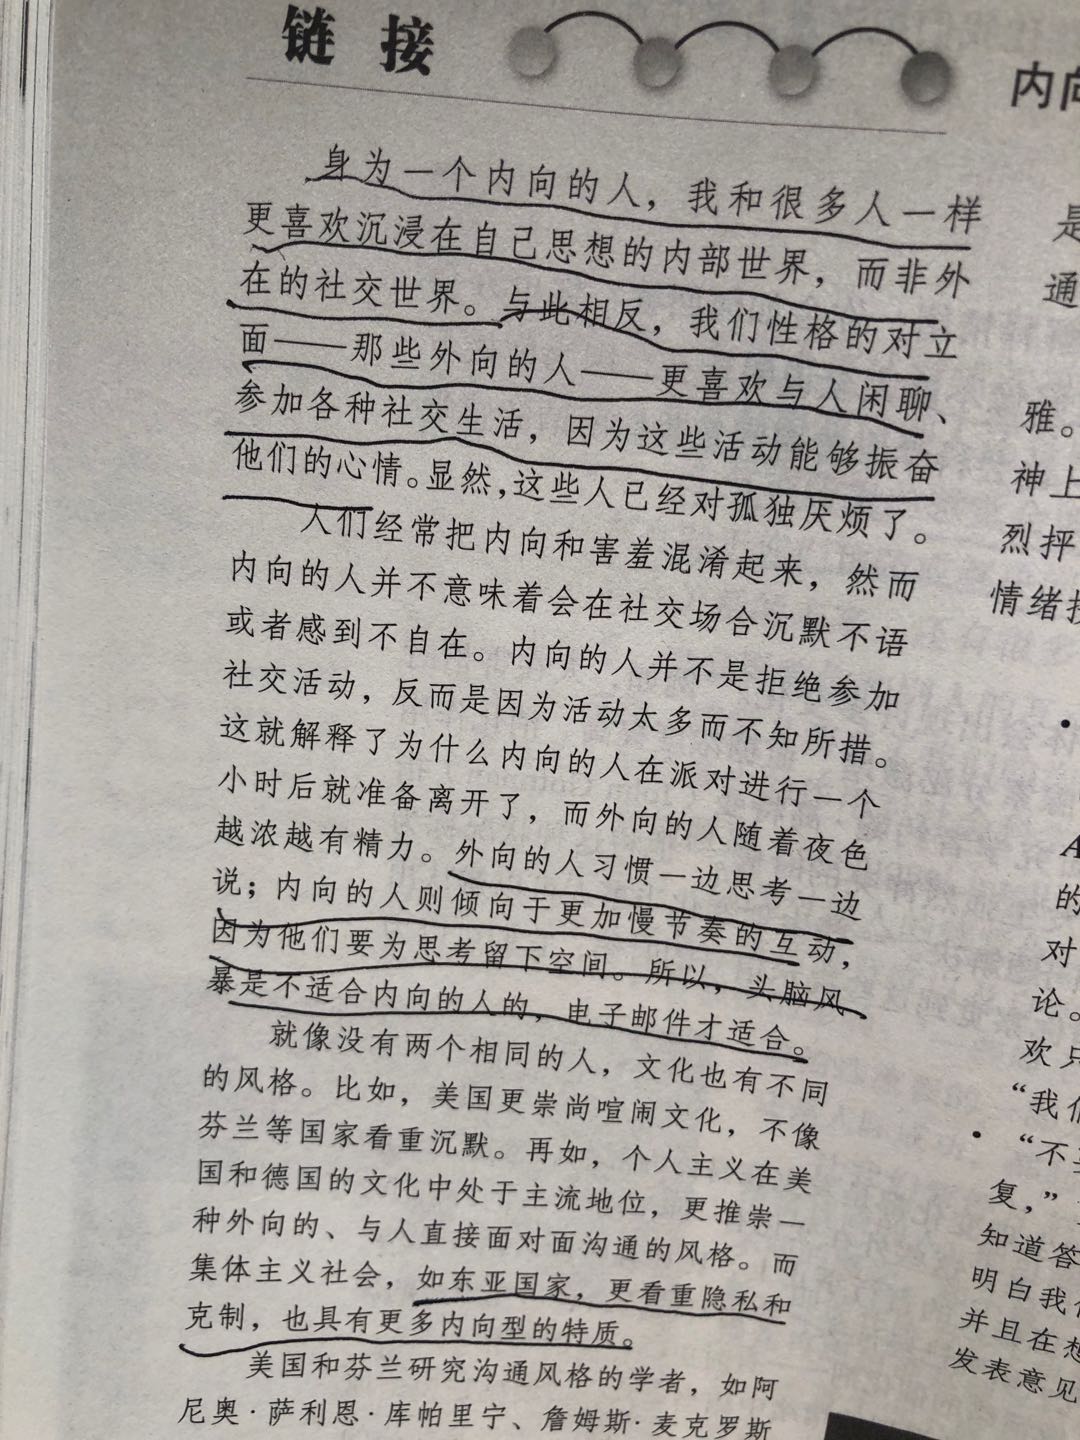 链接
身为一个内向的人，我和很多人一样
更喜欢沉浸在自己思想的内部世界，而非外
在的社交世界。与此相反，我们性格的对立
面——那些外向的人——更喜欢与人闲聊、
参加各种社交生活，因为这些活动能够振奋
他们的心情。显然，这些人已经对孤独厌烦了。
人们经常把内向和害羞混淆起来，然而
内向的人并不意味着会在社交场合沉默不语
或者感到不自在。内向的人并不是拒绝参加
社交活动，反而是因为活动太多而不知所措。
这就解释了为什么内向的人在派对进行一个
小时后就准备离开了，而外向的人随着夜色
越浓越有精力。外向的人习惯一边思考一边
说；内向的人则倾向于更加慢节奏的互动，
因为他们要为思考留下空间。所以，头脑风
暴是不适合内向的人的，电子邮件才适合。
就像没有两个相同的人，文化也有不同
的风格。比如，美国更崇尚喧闹文化，不像
芬兰等国家看重沉默。再如，个人主义在美
国和德国的文化中处于主流地位，更推崇一
种外向的、与人直接面对面沟通的风格。而
集体主义社会，如东亚国家，更看重隐私和
克制，也具有更多内向型的特质。
美国和芬兰研究沟通风格的学者，如阿
尼奥·萨利恩·库帕里宁、詹姆斯·麦克罗斯
内向
是
通
雅。
神上
烈抨
情绪
的
对
论。
欢只
“我们
• “不
复，”
知道答
明白我们
并且在想
发表意见